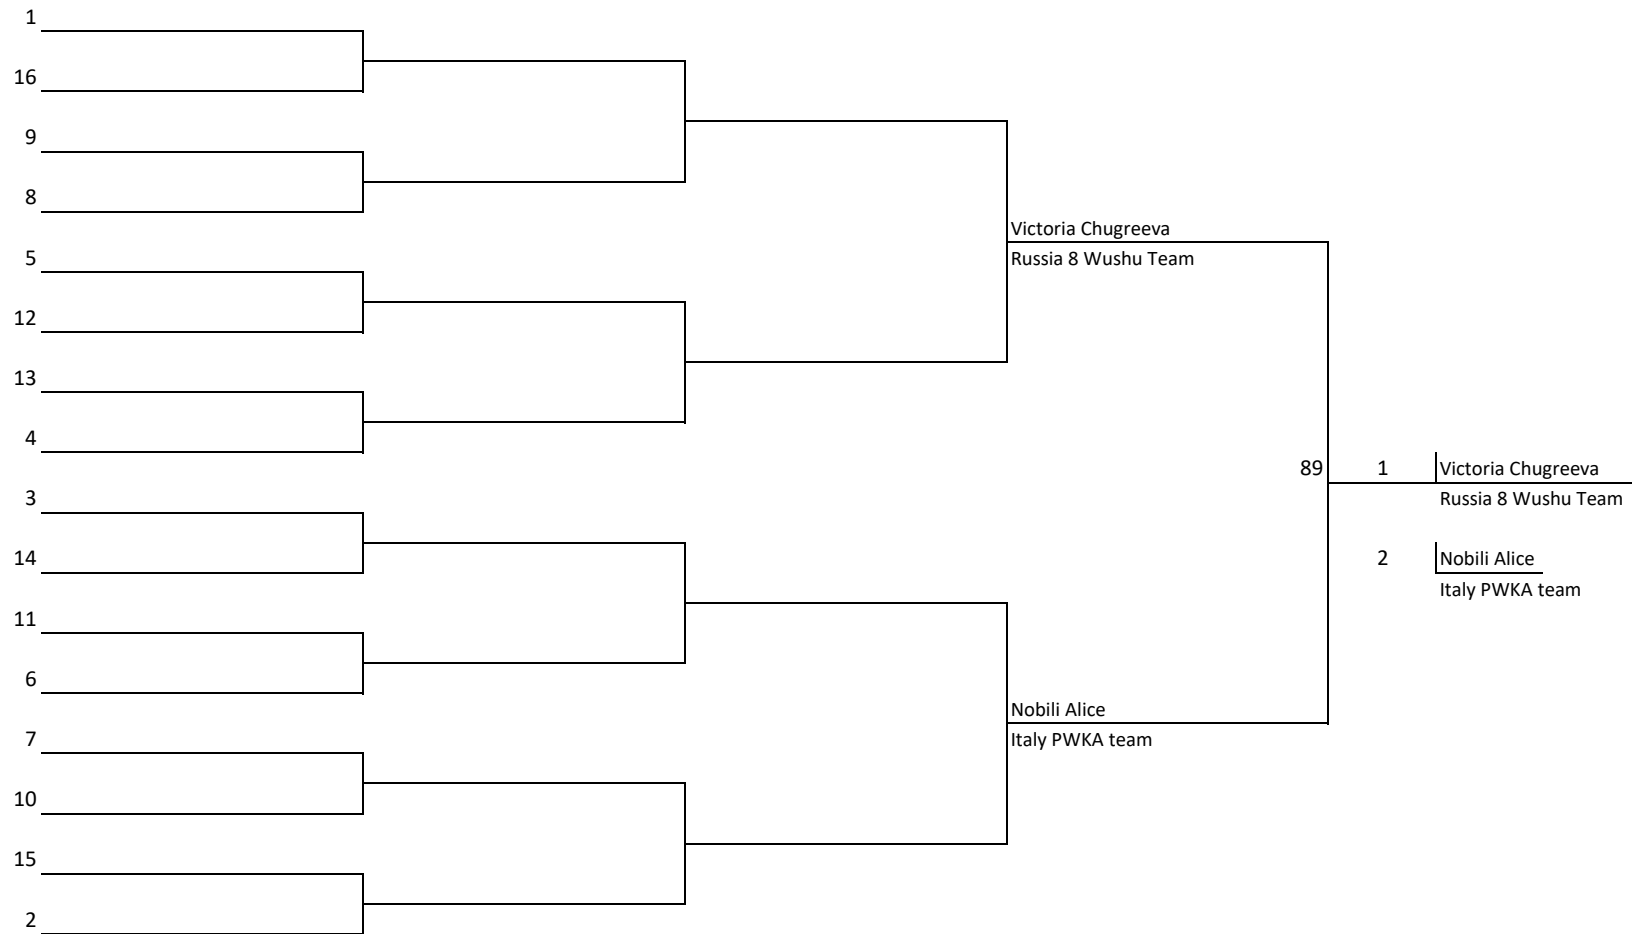 1
16
9
8
Victoria Chugreeva
5
Russia 8 Wushu Team
12
13
4
89 1 Victoria Chugreeva
3
Russia 8 Wushu Team
14
2 Nobili Alice
Italy PWKA team
11
6
Nobili Alice
7
Italy PWKA team
10
15
2